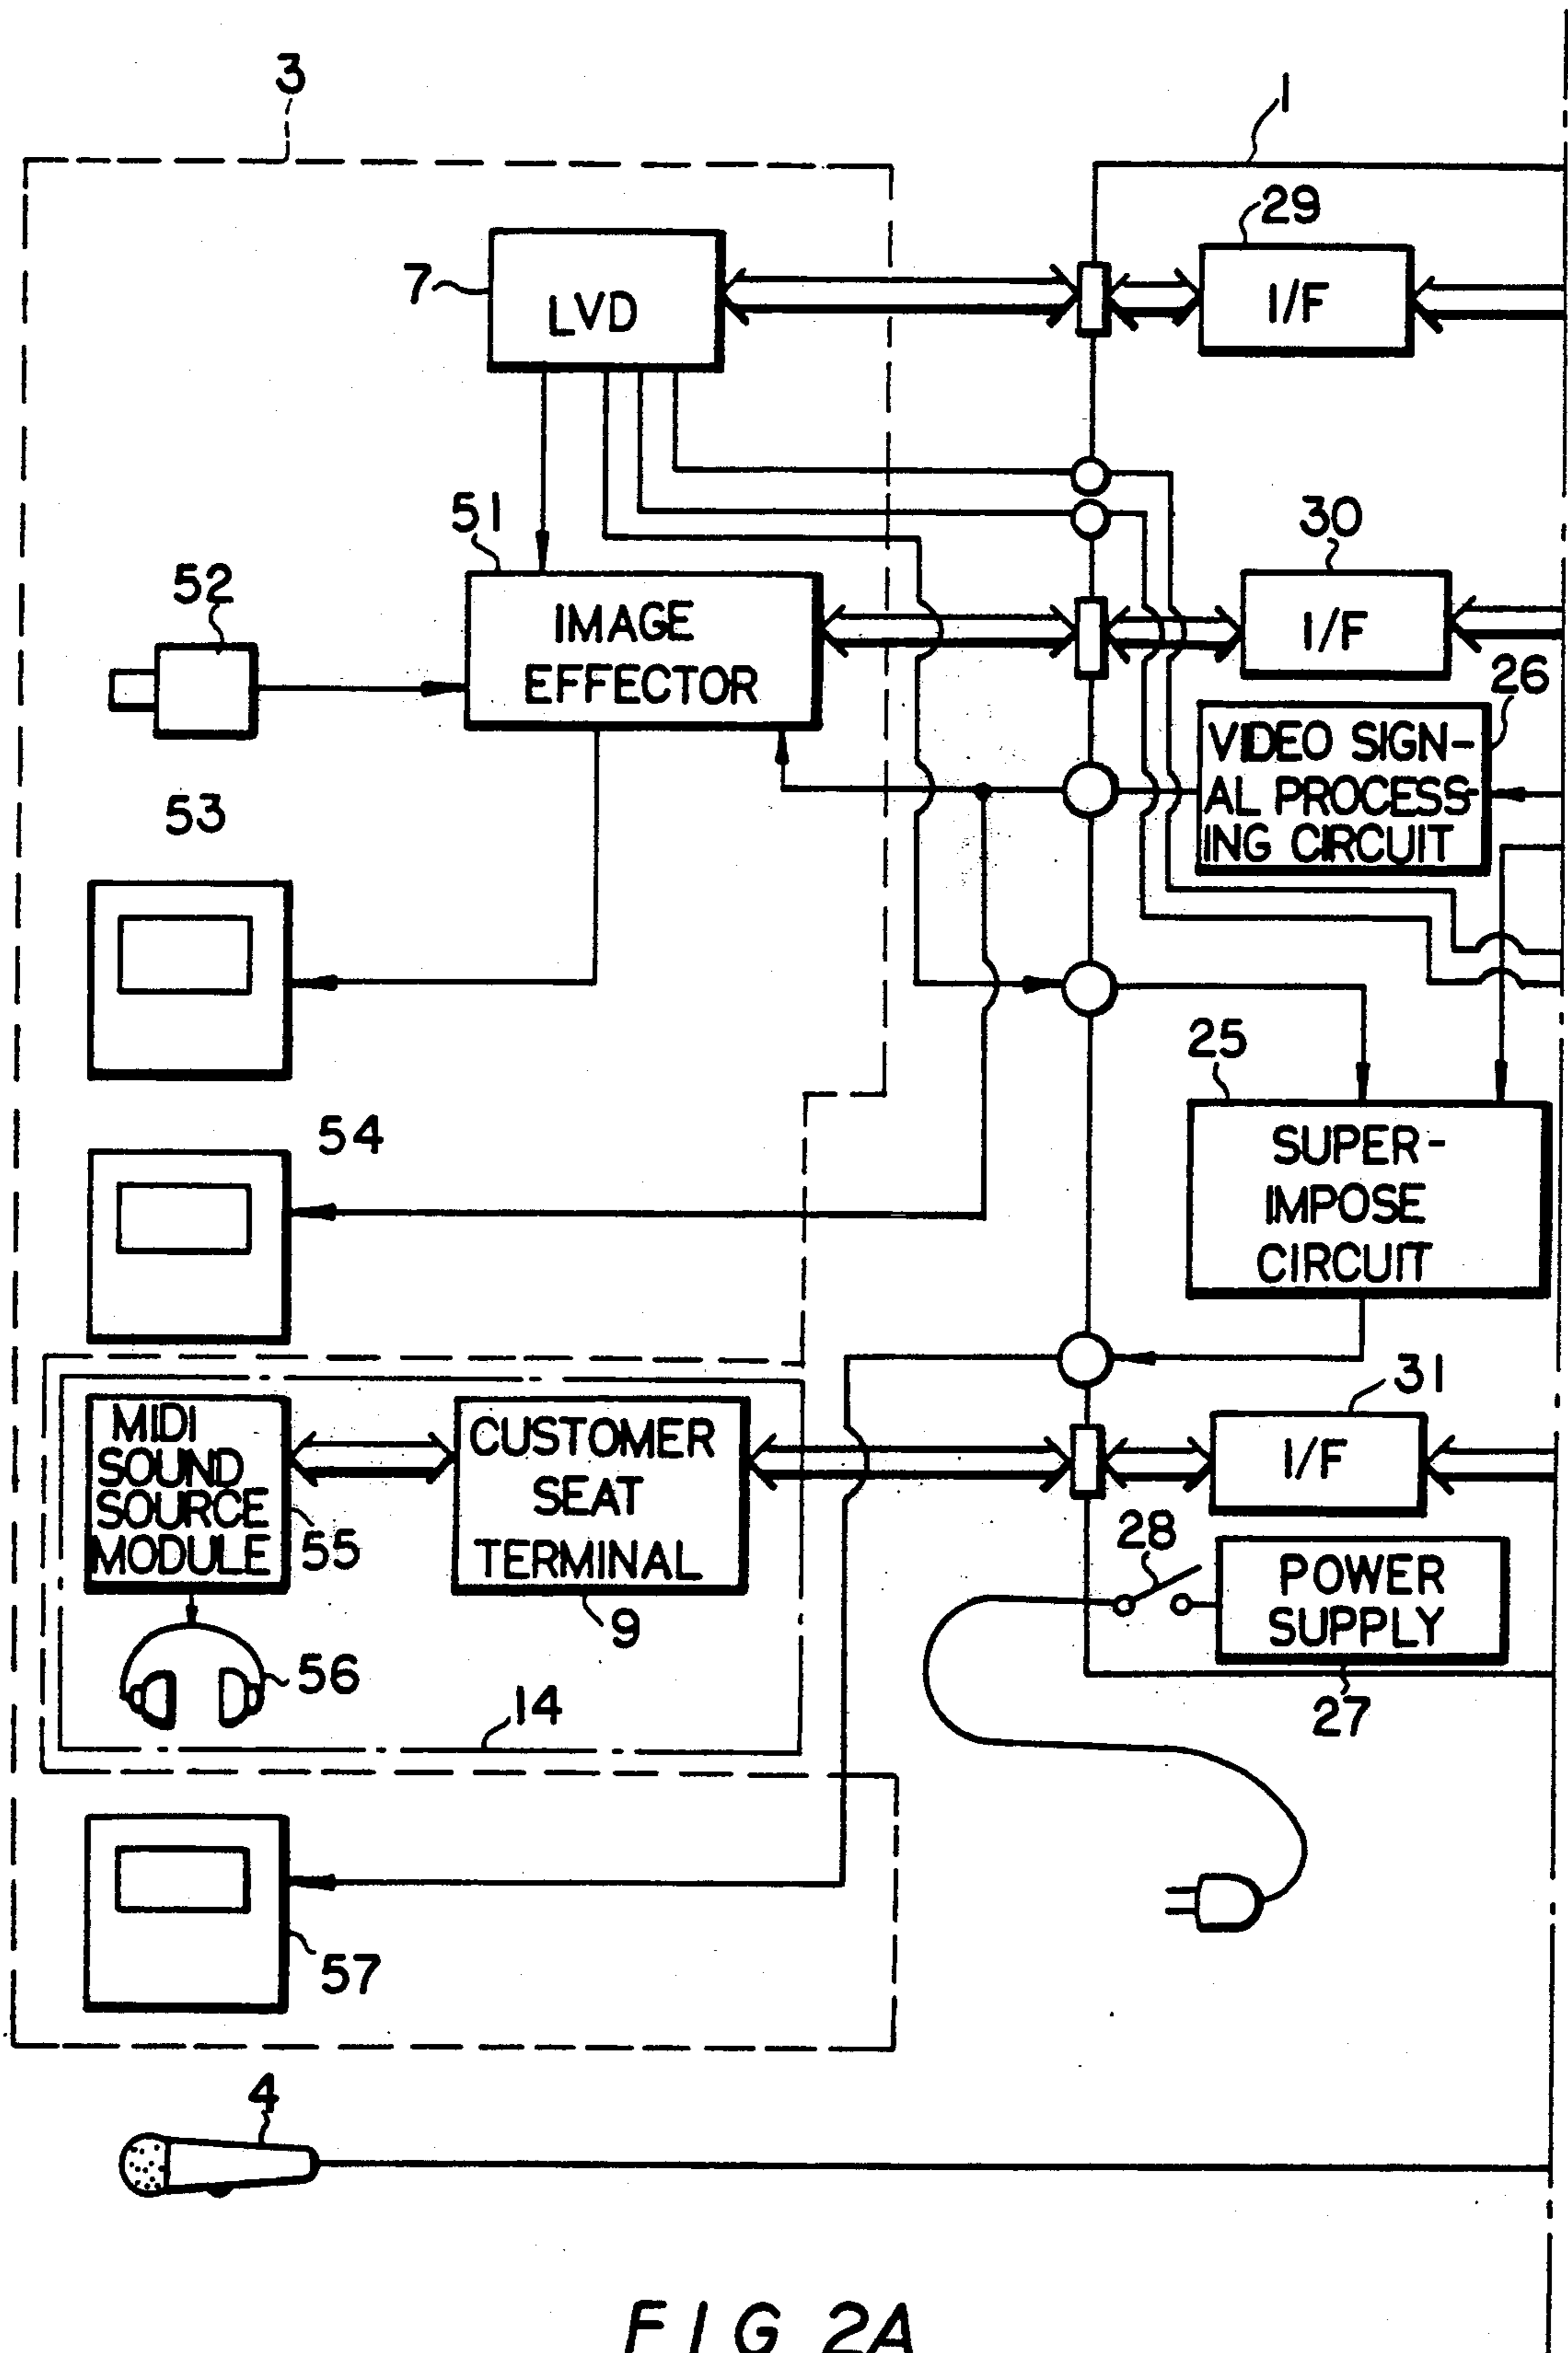 3
1
29
7
LVD
I/F
51
30
52
IMAGE
EFFECTOR
I/F
26
VIDEO SIGN-
AL PROCESS-
ING CIRCUIT
53
25
54
SUPER-
IMPOSE
CIRCUIT
31
MIDI
SOUND
SOURCE
MODULE
55
CUSTOMER
SEAT
TERMINAL
9
I/F
28
POWER
SUPPLY
27
56
14
57
4
FIG 2A